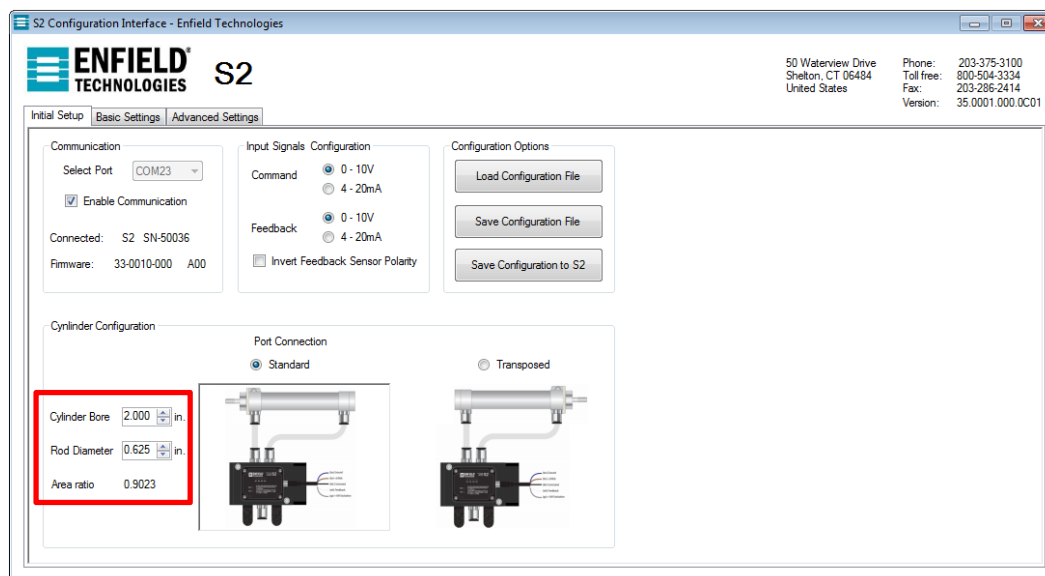 S2 Configuration Interface - Enfield Technologies
ENFIELD
TECHNOLOGIES
S2
50 Waterview Drive
Shelton, CT 06484
United States
Phone: 203-375-3100
Toll free: 800-504-3334
Fax: 203-286-2414
Version: 35.0001.000.0C01
Initial Setup Basic Settings Advanced Settings
Communication
Select Port COM23
Enable Communication
Connected: S2 SN-50036
Firmware: 33-0010-000 A00
Input Signals Configuration
Command 0 - 10V
4 - 20mA
Feedback 0 - 10V
4 - 20mA
Invert Feedback Sensor Polarity
Configuration Options
Load Configuration File
Save Configuration File
Save Configuration to S2
Cynlinder Configuration
Port Connection
Standard Transposed
Cylinder Bore 2.000 in.
Rod Diameter 0.625 in.
Area ratio 0.9023